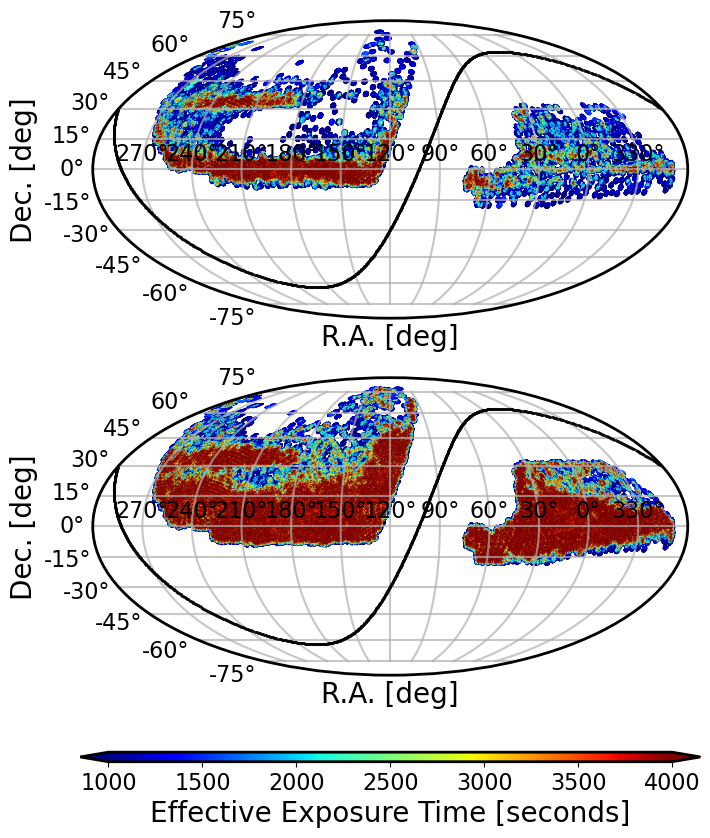 75°
60°
45°
30°
15°
270° 240° 210° 180° 150° 120° 90° 60° 30° 0° 330°
0°
-15°
-30°
-45°
-60°
-75°
Dec. [deg]
R.A. [deg]
75°
60°
45°
30°
15°
270° 240° 210° 180° 150° 120° 90° 60° 30° 0° 330°
0°
-15°
-30°
-45°
-60°
-75°
Dec. [deg]
R.A. [deg]
1000 1500 2000 2500 3000 3500 4000
Effective Exposure Time [seconds]